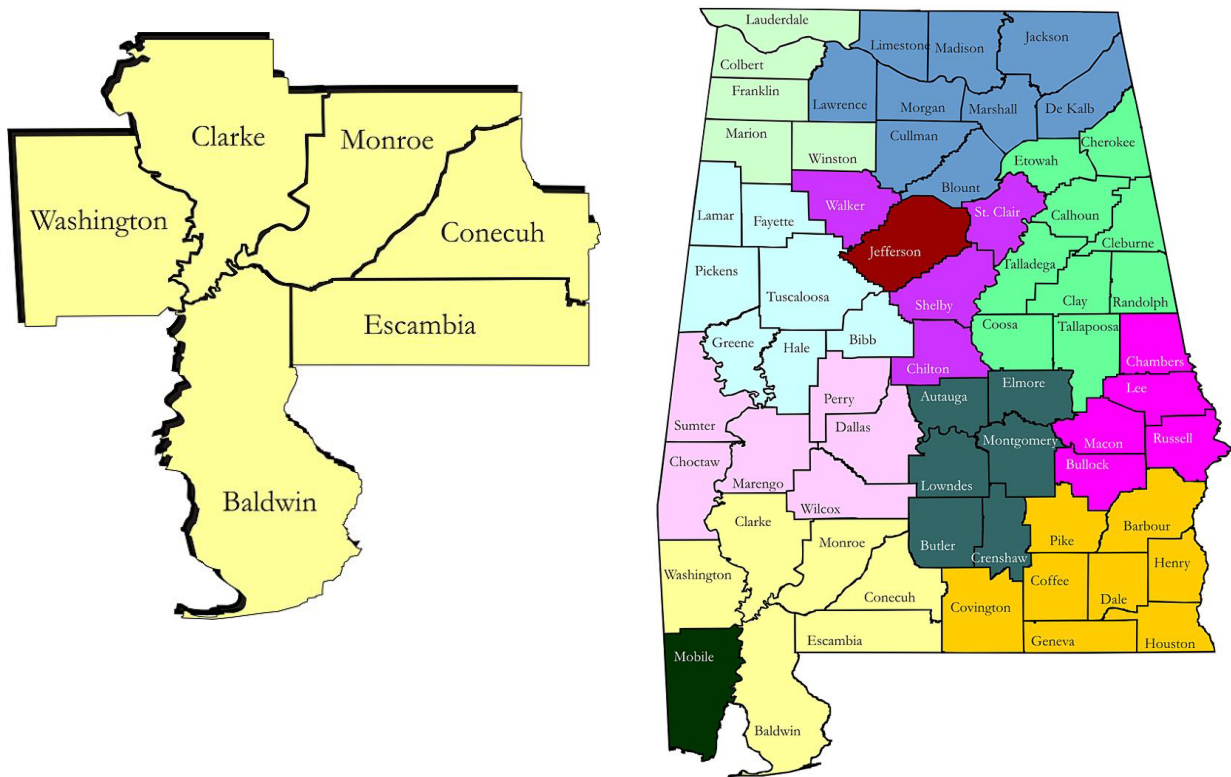 Clarke
Monroe
Washington
Conecuh
Escambia
Baldwin
Lauderdale
Limestone
Madison
Jackson
Colbert
Franklin
Lawrence
Morgan
Marshall
De Kalb
Marion
Winston
Cullman
Etowah
Cherokee
Blount
Lamar
Fayette
Walker
St. Clair
Calhoun
Cleburne
Jefferson
Pickens
Tuscaloosa
Talladega
Shelby
Clay
Randolph
Greene
Hale
Bibb
Coosa
Tallapoosa
Chilton
Chambers
Sumter
Perry
Autauga
Elmore
Lee
Dallas
Choctaw
Marengo
Montgomery
Macon
Russell
Lowndes
Bullock
Wilcox
Clarke
Monroe
Butler
Crenshaw
Pike
Barbour
Washington
Conecuh
Covington
Coffee
Dale
Henry
Escambia
Geneva
Houston
Mobile
Baldwin